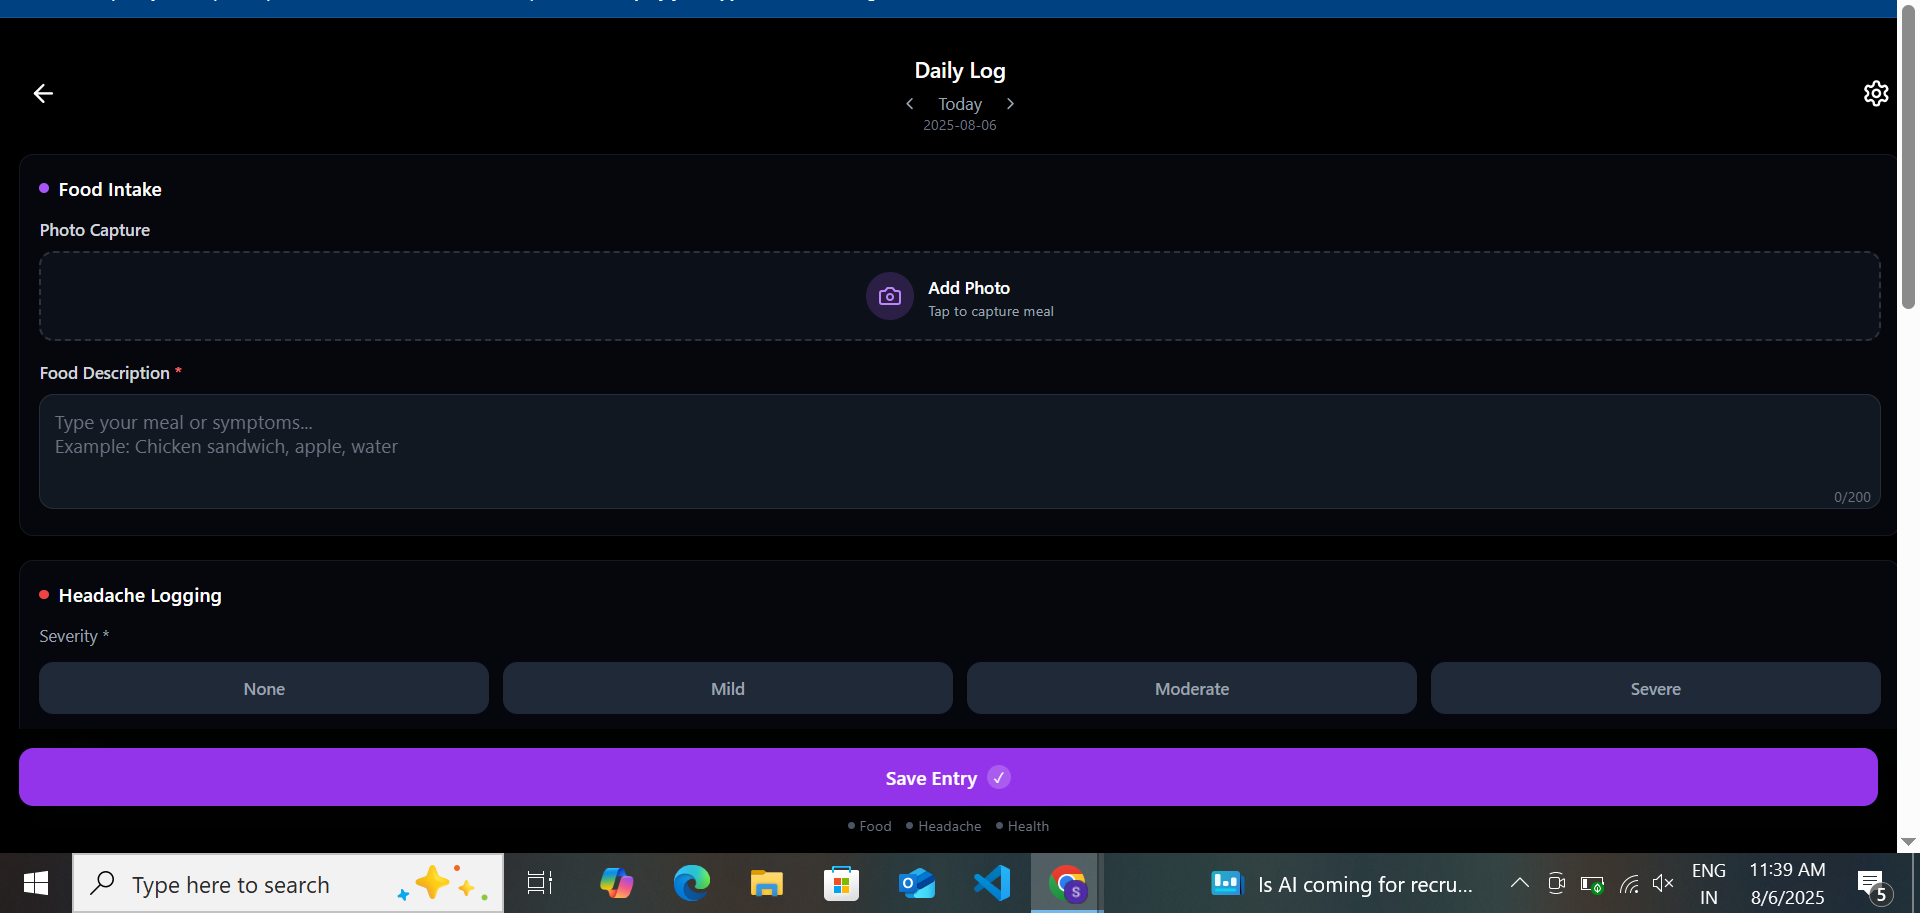 Daily Log
Today
2025-08-06
Food Intake
Photo Capture
Add Photo
Tap to capture meal
Food Description *
Type your meal or symptoms...
Example: Chicken sandwich, apple, water
0/200
Headache Logging
Severity *
None
Mild
Moderate
Severe
Save Entry ✓
Food
Headache
Health
Type here to search
S
Is AI coming for recru...
ENG
IN
11:39 AM
8/6/2025
5